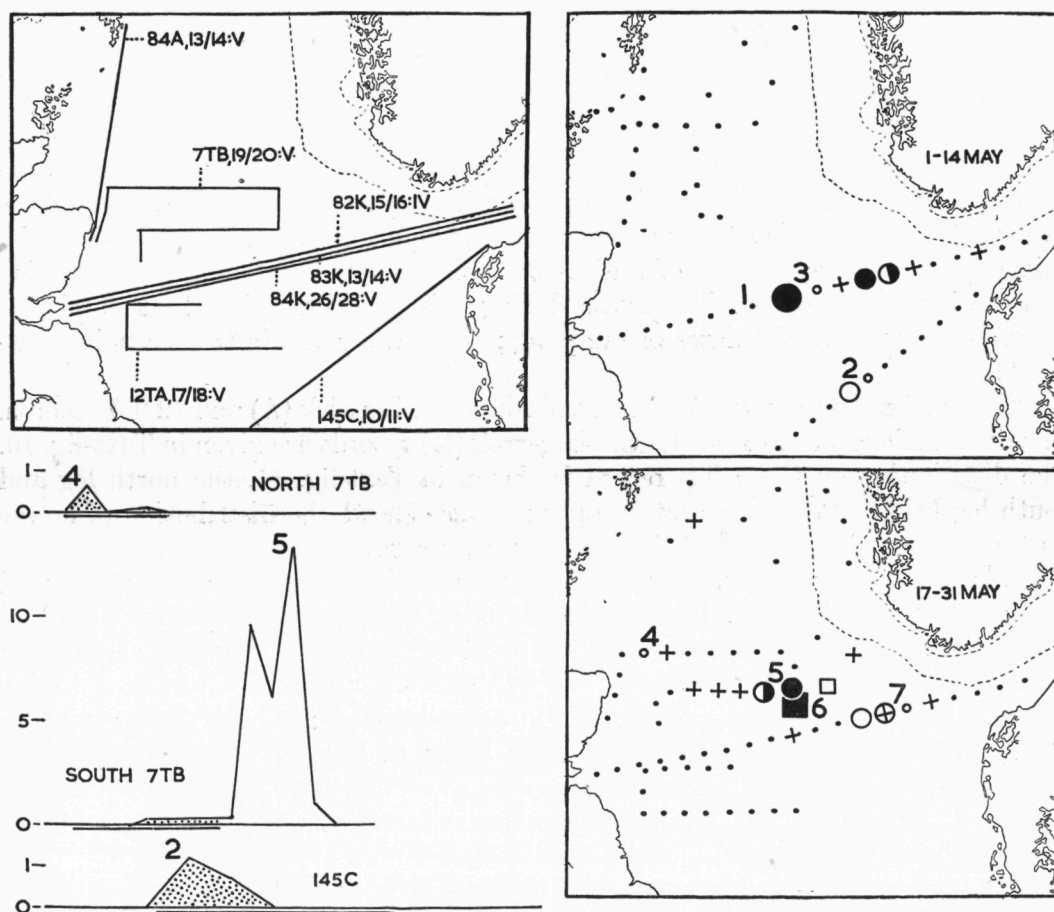 84A,13/14:V
7TB,19/20:V
82K,15/16:IV
83K,13/14:V
84K,26/28:V
12TA,17/18:V
145C,10/11:V
1-14 MAY
3
1
2
1-
4
NORTH 7TB
0-
5
10-
5-
SOUTH 7TB
0-
2
1-
145C
0-
17-31 MAY
4
5
6
7